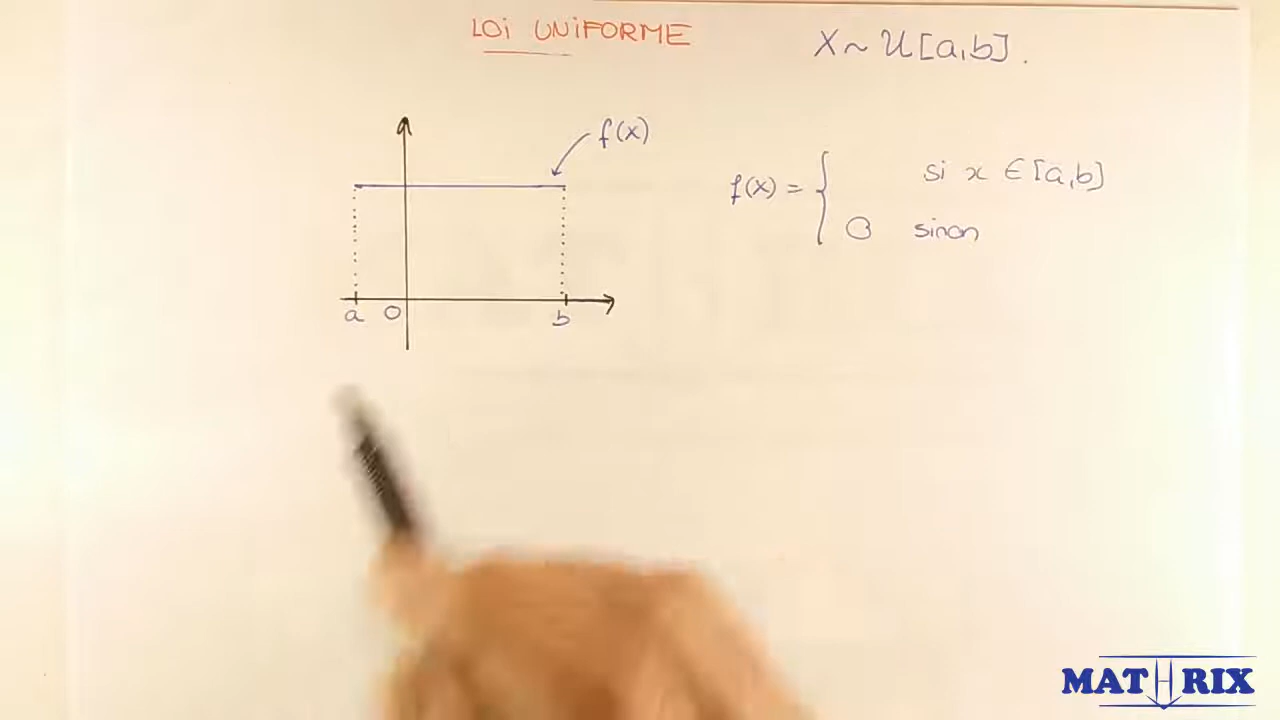 LOi UNiFORME
X ~ U[a,b].
f(x)
f(x) = { si x ∈ [a,b]
0 sinon
a 0 b
MATHRIX